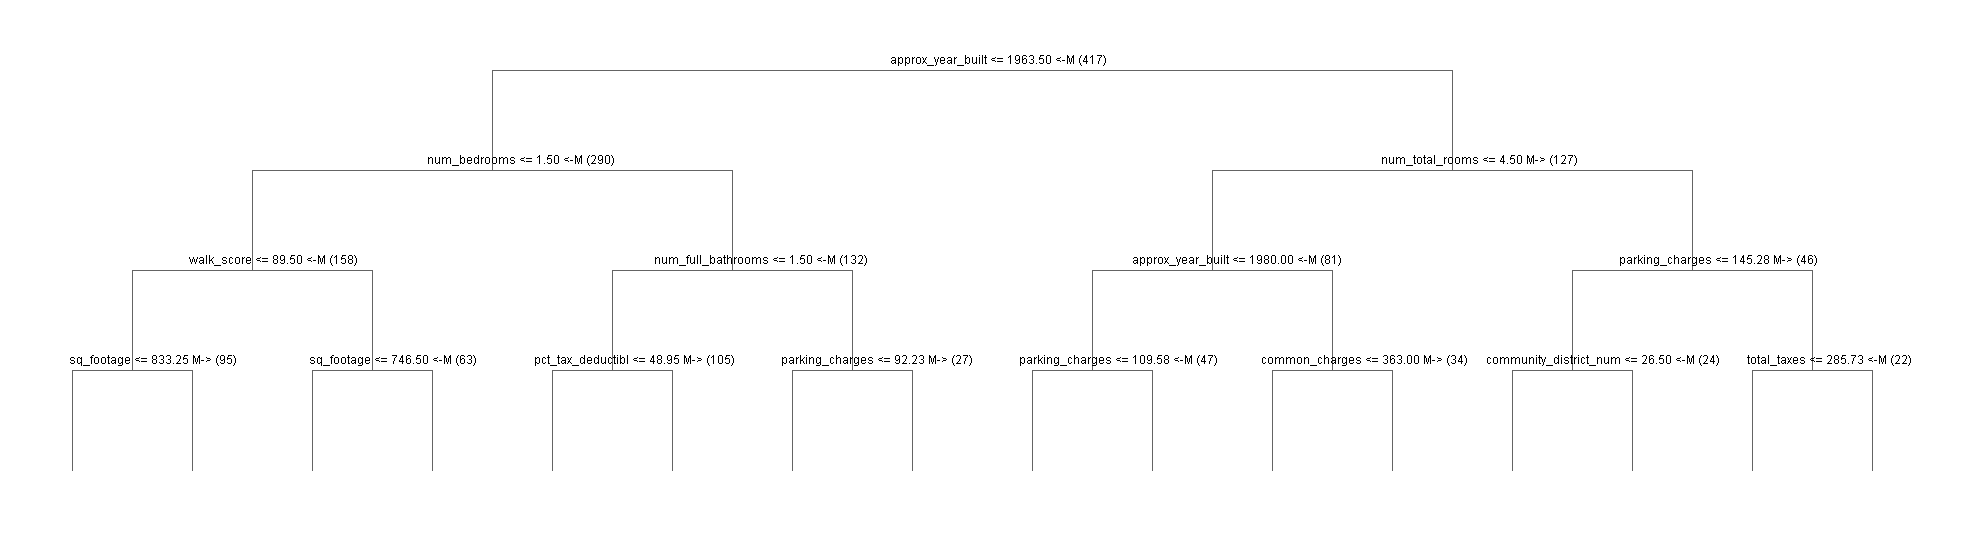 approx_year_built <= 1963.50 <-M (417)
num_bedrooms <= 1.50 <-M (290)
num_total_rooms <= 4.50 M-> (127)
walk_score <= 89.50 <-M (158)
num_full_bathrooms <= 1.50 <-M (132)
approx_year_built <= 1980.00 <-M (81)
parking_charges <= 145.28 M-> (46)
sq_footage <= 833.25 M-> (95)
sq_footage <= 746.50 <-M (63)
pct_tax_deductibl <= 48.95 M-> (105)
parking_charges <= 92.23 M-> (27)
parking_charges <= 109.58 <-M (47)
common_charges <= 363.00 M-> (34)
community_district_num <= 26.50 <-M (24)
total_taxes <= 285.73 <-M (22)